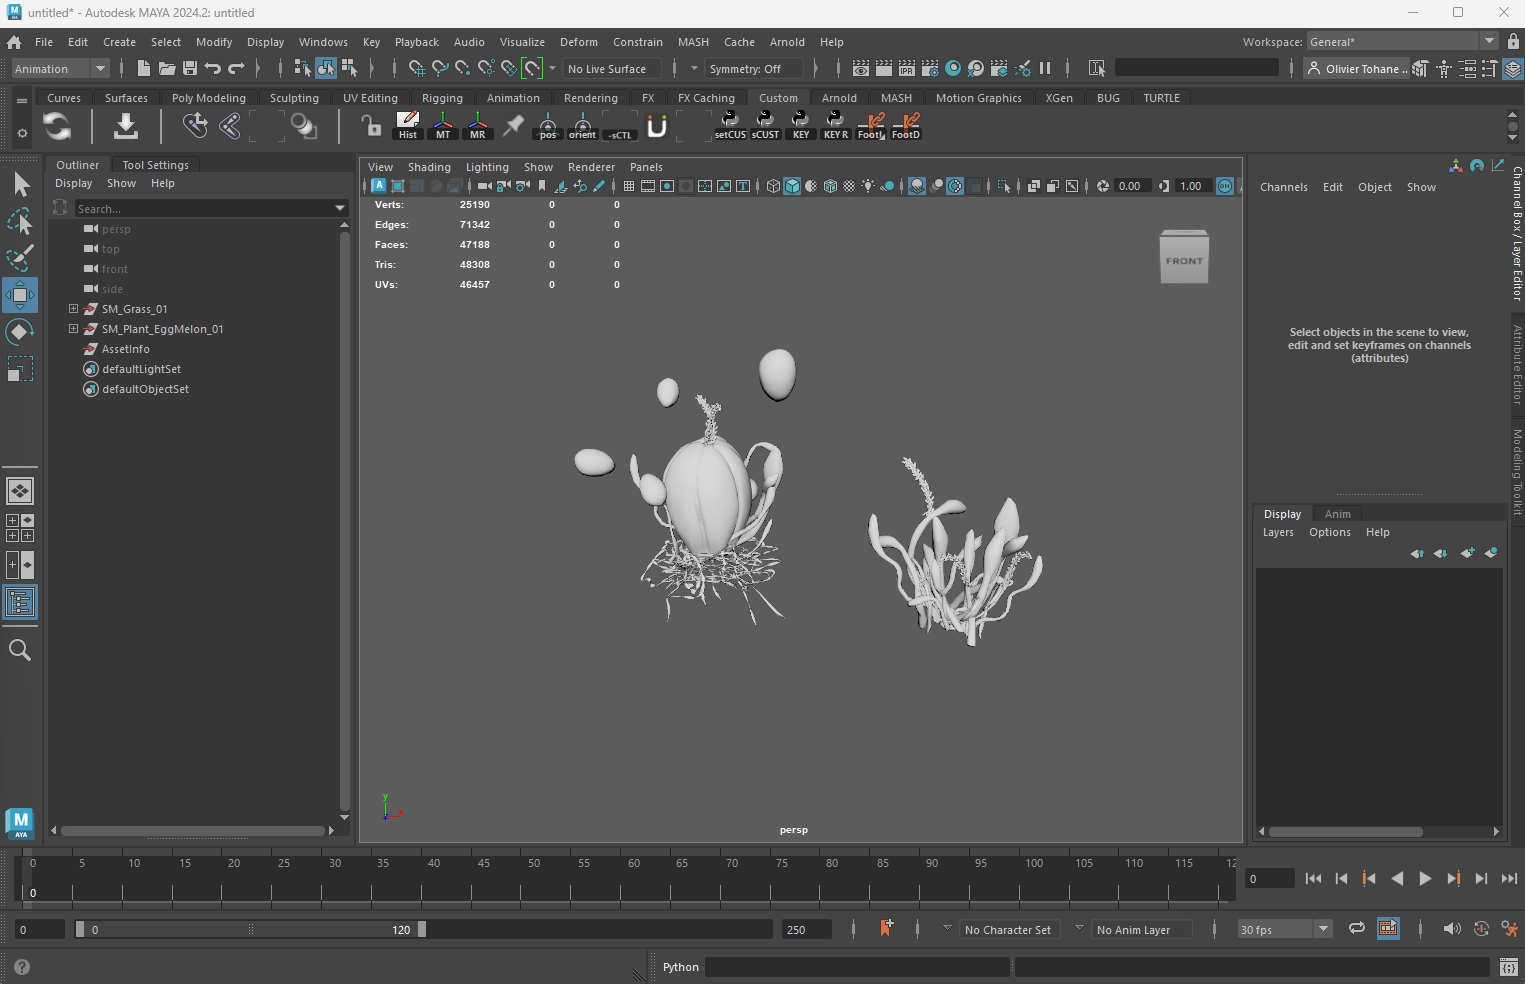 untitled* - Autodesk MAYA 2024.2: untitled
File Edit Create Select Modify Display Windows Key Playback Audio Visualize Deform Constrain MASH Cache Arnold Help
Workspace: General*
Animation
No Live Surface
Symmetry: Off
Olivier Tohane ..
Curves Surfaces Poly Modeling Sculpting UV Editing Rigging Animation Rendering FX FX Caching Custom Arnold MASH Motion Graphics XGen BUG TURTLE
Hist MT MR pos orient -sCTL setCUS sCUST KEY KEY R FootD
Outliner Tool Settings
Display Show Help
Search...
persp
top
front
side
SM_Grass_01
SM_Plant_EggMelon_01
AssetInfo
defaultLightSet
defaultObjectSet
View Shading Lighting Show Renderer Panels
0.00 1.00 ON
Verts: 25190 0 0
Edges: 71342 0 0
Faces: 47188 0 0
Tris: 48308 0 0
UVs: 46457 0 0
FRONT
y
x
persp
Channels Edit Object Show
Select objects in the scene to view,
edit and set keyframes on channels
(attributes)
Channel Box / Layer Editor
Attribute Editor
Modeling Toolkit
Display Anim
Layers Options Help
M
AYA
0 5 10 15 20 25 30 35 40 45 50 55 60 65 70 75 80 85 90 95 100 105 110 115 12
0
0
0
0 120
250
No Character Set
No Anim Layer
30 fps
Python